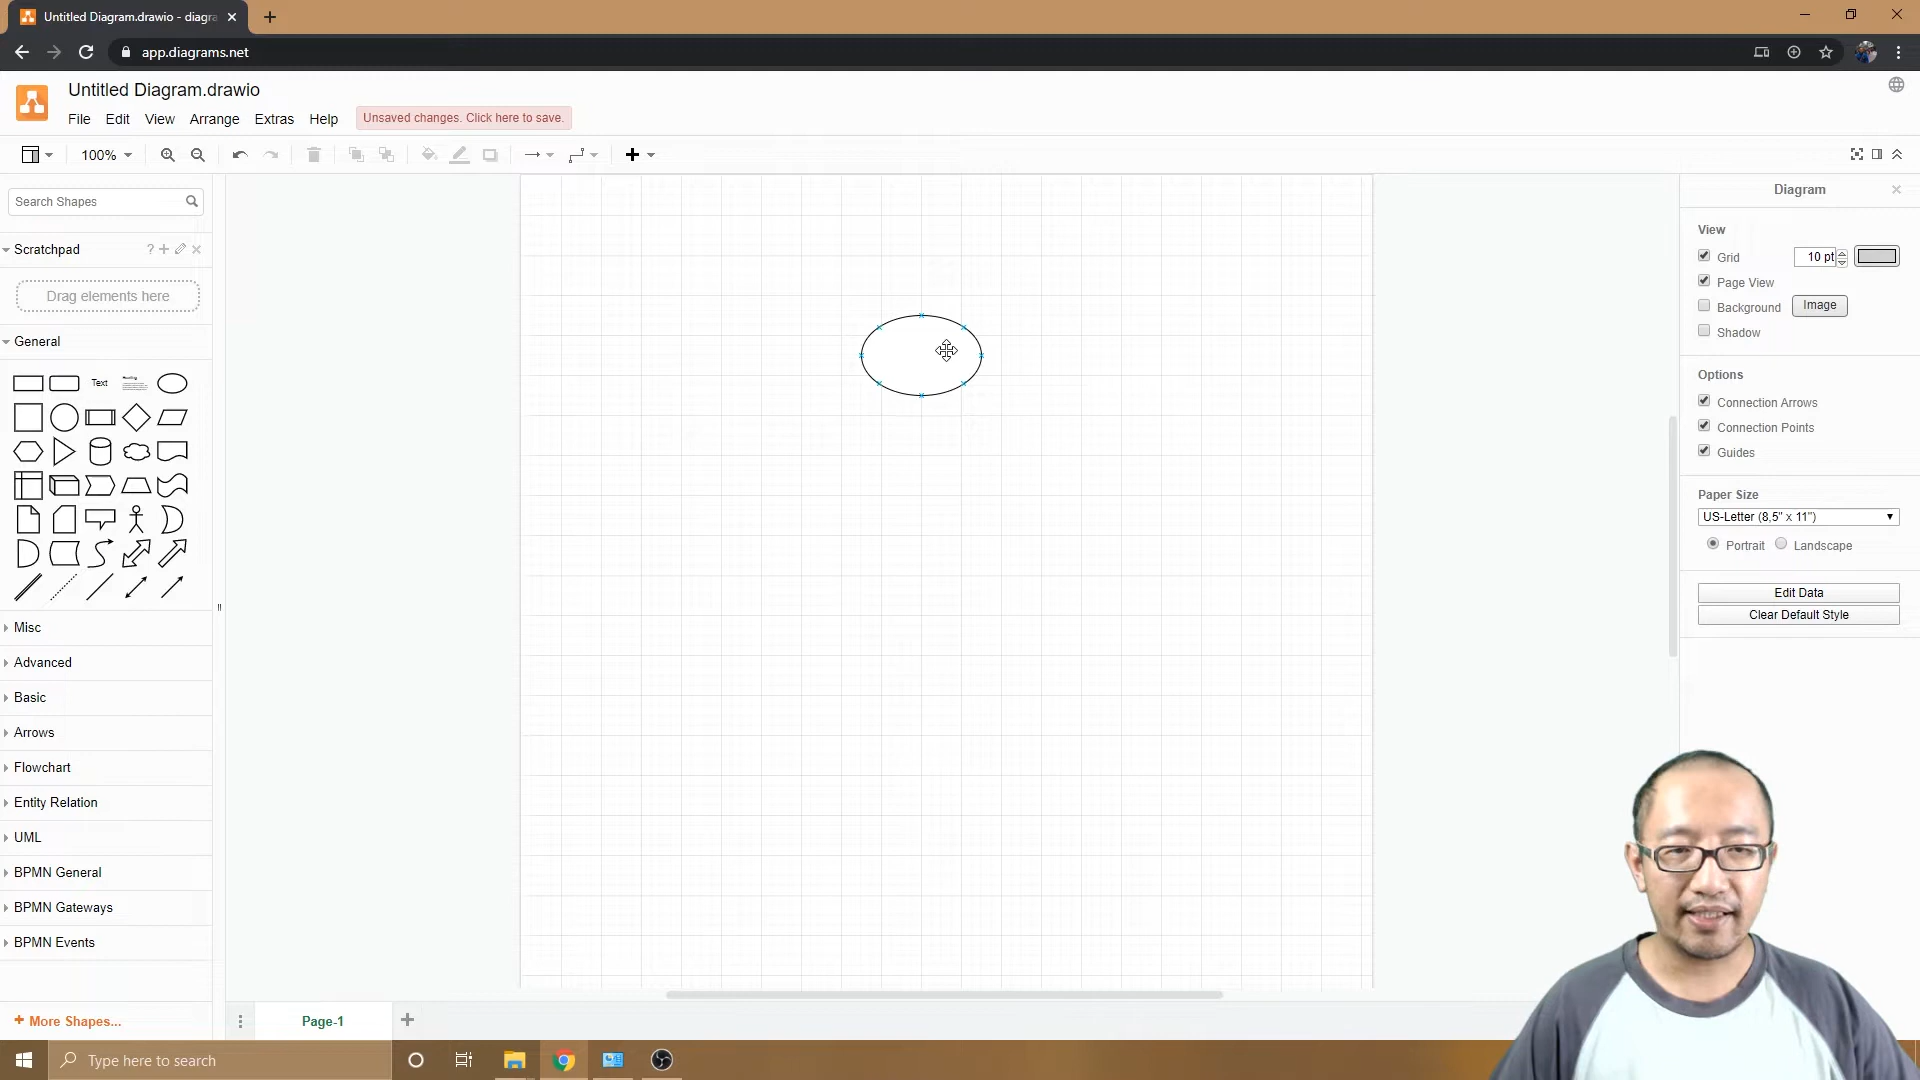 Untitled Diagram.drawio - diagra
app.diagrams.net
Untitled Diagram.drawio
File Edit View Arrange Extras Help Unsaved changes. Click here to save.
100%
Search Shapes
Scratchpad ?
Drag elements here
General
Text
Misc
Advanced
Basic
Arrows
Flowchart
Entity Relation
UML
BPMN General
BPMN Gateways
BPMN Events
+ More Shapes...
Page-1
Diagram
View
Grid 10 pt
Page View
Background Image
Shadow
Options
Connection Arrows
Connection Points
Guides
Paper Size
US-Letter (8,5" x 11")
Portrait Landscape
Edit Data
Clear Default Style
Type here to search